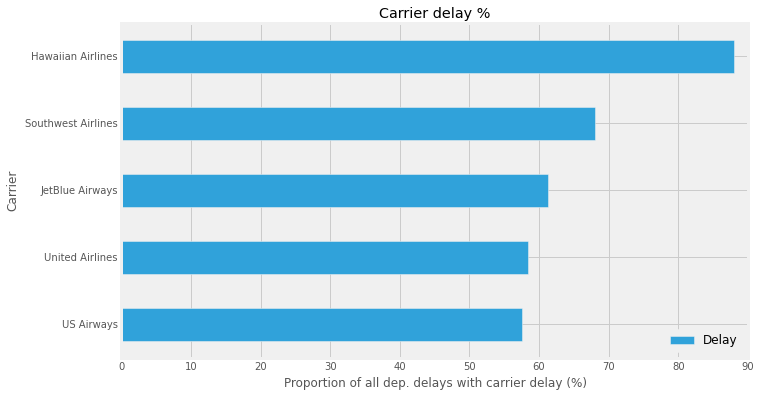 Carrier delay %
Hawaiian Airlines
Southwest Airlines
JetBlue Airways
United Airlines
US Airways
Carrier
Delay
0 10 20 30 40 50 60 70 80 90
Proportion of all dep. delays with carrier delay (%)